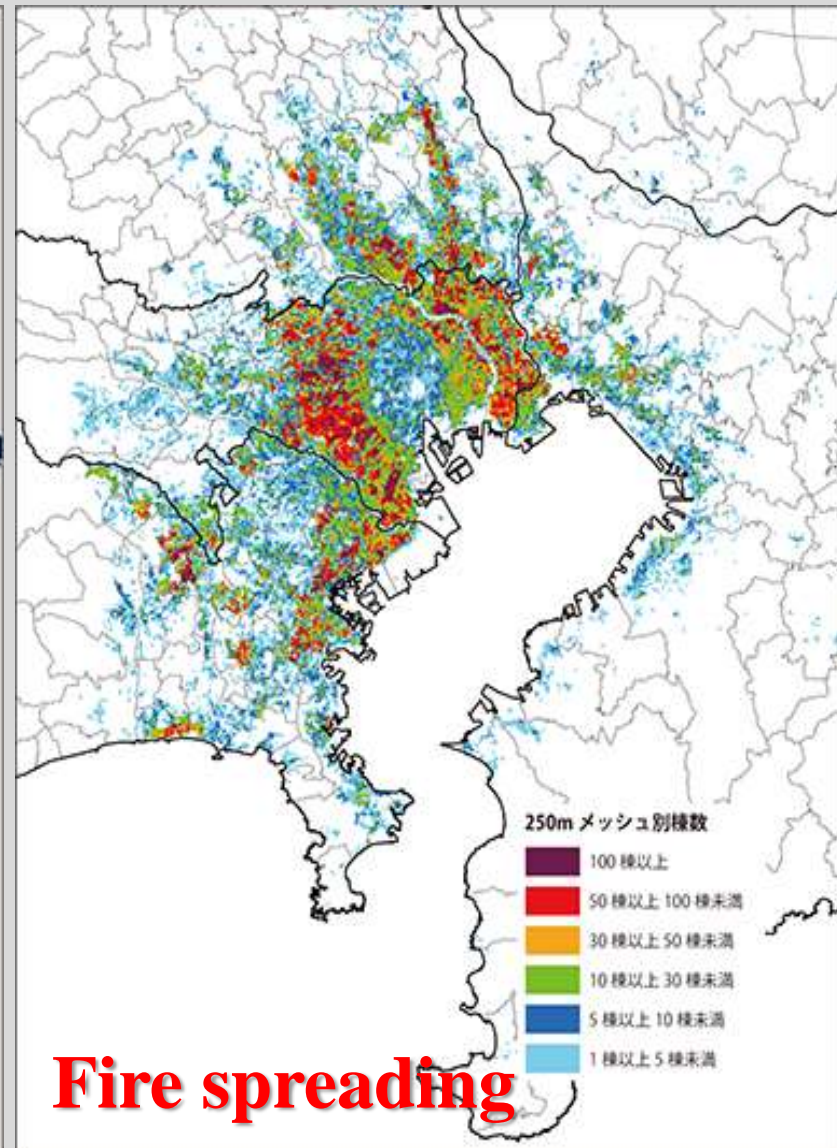 250m メッシュ別棟数
100 棟以上
50 棟以上 100 棟未満
30 棟以上 50 棟未満
10 棟以上 30 棟未満
5 棟以上 10 棟未満
1 棟以上 5 棟未満
Fire spreading